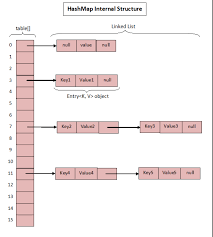 HashMap Internal Structure
table[]
Linked List
0
null value null
1
2
3
Key1 Value1 null
4
Entry<K, V> object
5
6
7
Key2 Value2
Key3 Value3 null
8
9
10
11
Key4 Value4
Key5 Value6 null
12
13
14
15